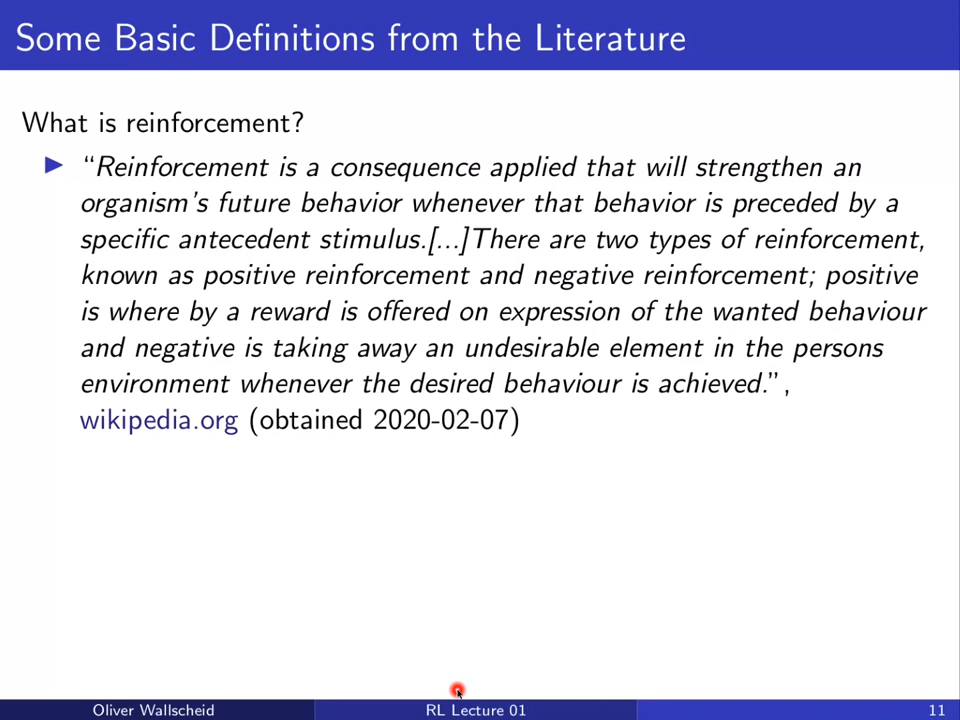 Some Basic Definitions from the Literature
What is reinforcement?
“Reinforcement is a consequence applied that will strengthen an
organism’s future behavior whenever that behavior is preceded by a
specific antecedent stimulus.[...]There are two types of reinforcement,
known as positive reinforcement and negative reinforcement; positive
is where by a reward is offered on expression of the wanted behaviour
and negative is taking away an undesirable element in the persons
environment whenever the desired behaviour is achieved.”,
wikipedia.org (obtained 2020-02-07)
Oliver Wallscheid
RL Lecture 01
11